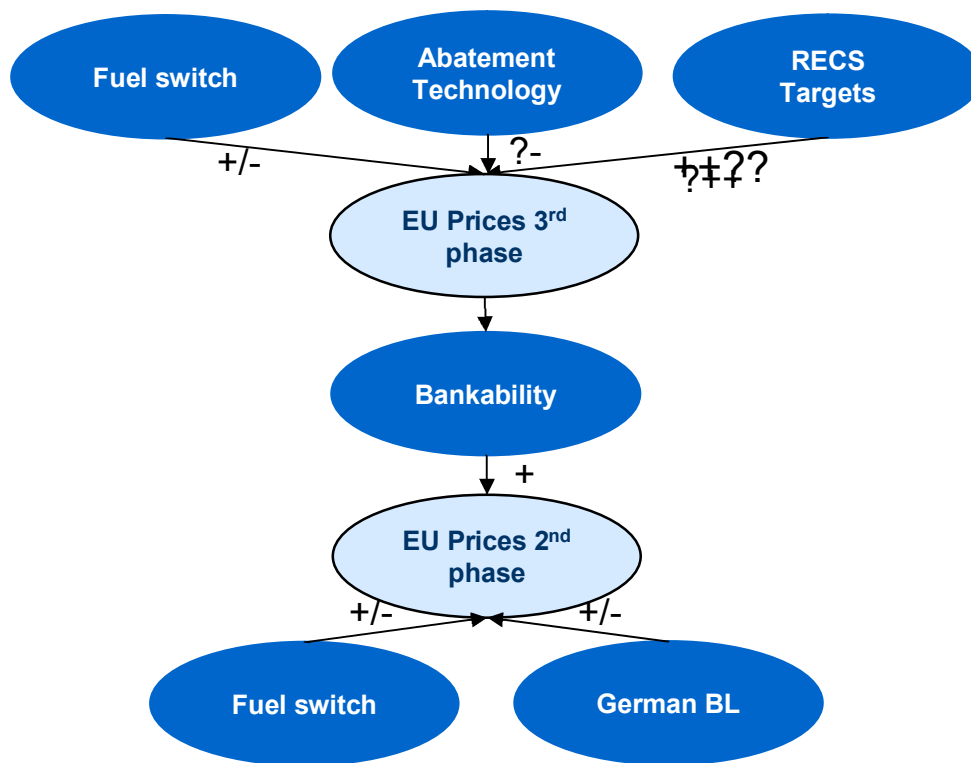 Fuel switch
Abatement
Technology
RECS
Targets
+/-
?-
++??
?++
EU Prices 3rd
phase
Bankability
+
EU Prices 2nd
phase
+/-
+/-
Fuel switch
German BL